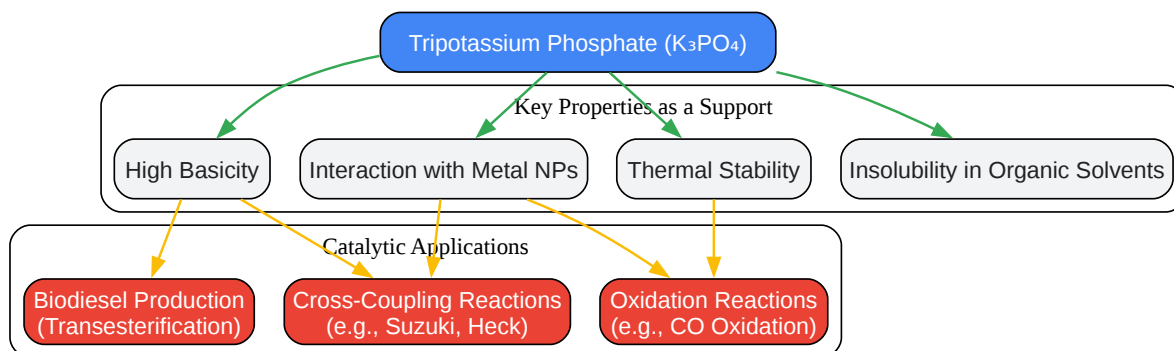 Tripotassium Phosphate (K₃PO₄)
Key Properties as a Support
High Basicity
Interaction with Metal NPs
Thermal Stability
Insolubility in Organic Solvents
Catalytic Applications
Biodiesel Production
(Transesterification)
Cross-Coupling Reactions
(e.g., Suzuki, Heck)
Oxidation Reactions
(e.g., CO Oxidation)